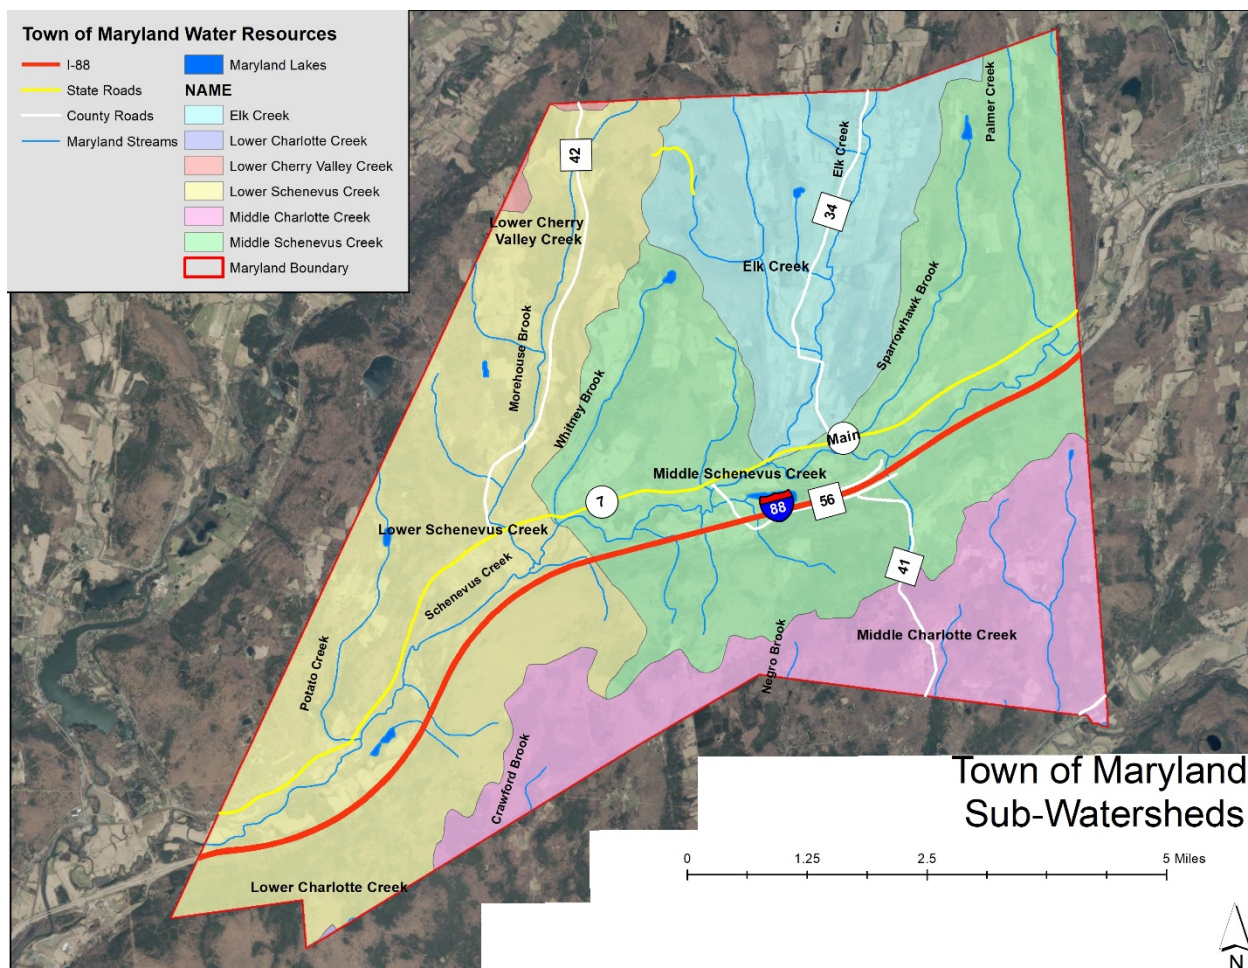 Town of Maryland Water Resources
I-88
State Roads
County Roads
Maryland Streams
Maryland Lakes
NAME
Elk Creek
Lower Charlotte Creek
Lower Cherry Valley Creek
Lower Schenevus Creek
Middle Charlotte Creek
Middle Schenevus Creek
Maryland Boundary
42
Palmer Creek
Elk Creek
34
Lower Cherry
Valley Creek
Elk Creek
Sparrowhawk Brook
Morehouse Brook
Whitney Brook
Main
Middle Schenevus Creek
7
88
56
Lower Schenevus Creek
Schenevus Creek
41
Middle Charlotte Creek
Negro Brook
Potato Creek
Crawford Brook
Lower Charlotte Creek
Town of Maryland
Sub-Watersheds
0 1.25 2.5 5 Miles
N